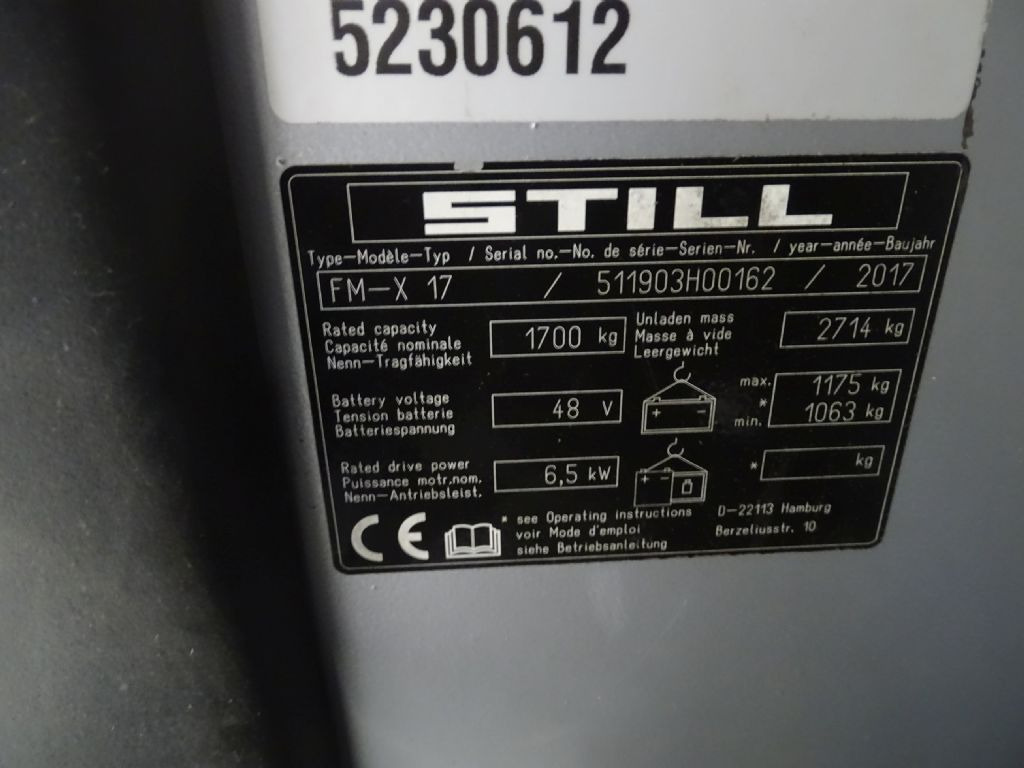 5230612
STILL
Type-Modèle-Typ / Serial no.-No. de série-Serien-Nr. / year-année-Baujahr
FM-X 17 / 511903H00162 / 2017
Rated capacity
Capacité nominale
Nenn-Tragfähigkeit
1700 kg
Unladen mass
Masse à vide
Leergewicht
2714 kg
Battery voltage
Tension batterie
Batteriespannung
48 V
+ -
max. 1175 kg
*
min. 1063 kg
Rated drive power
Puissance motr.nom.
Nenn-Antriebsleist.
6,5 kW
+ -
* kg
CE
* see Operating instructions
voir Mode d'emploi
siehe Betriebsanleitung
D-22113 Hamburg
Berzeliusstr. 10